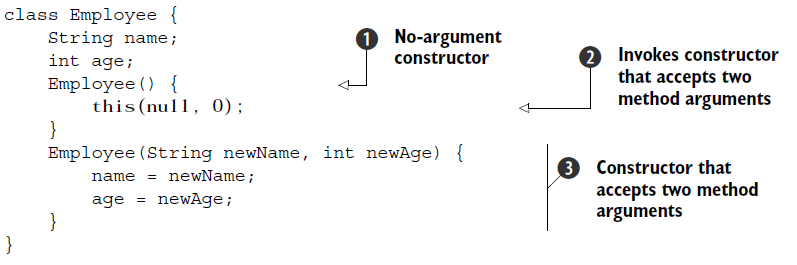 class Employee {
    String name;
    int age;
    Employee() {
        this(null, 0);
    }
    Employee(String newName, int newAge) {
        name = newName;
        age = newAge;
    }
}
1 No-argument
constructor
2 Invokes constructor
that accepts two
method arguments
3 Constructor that
accepts two method
arguments